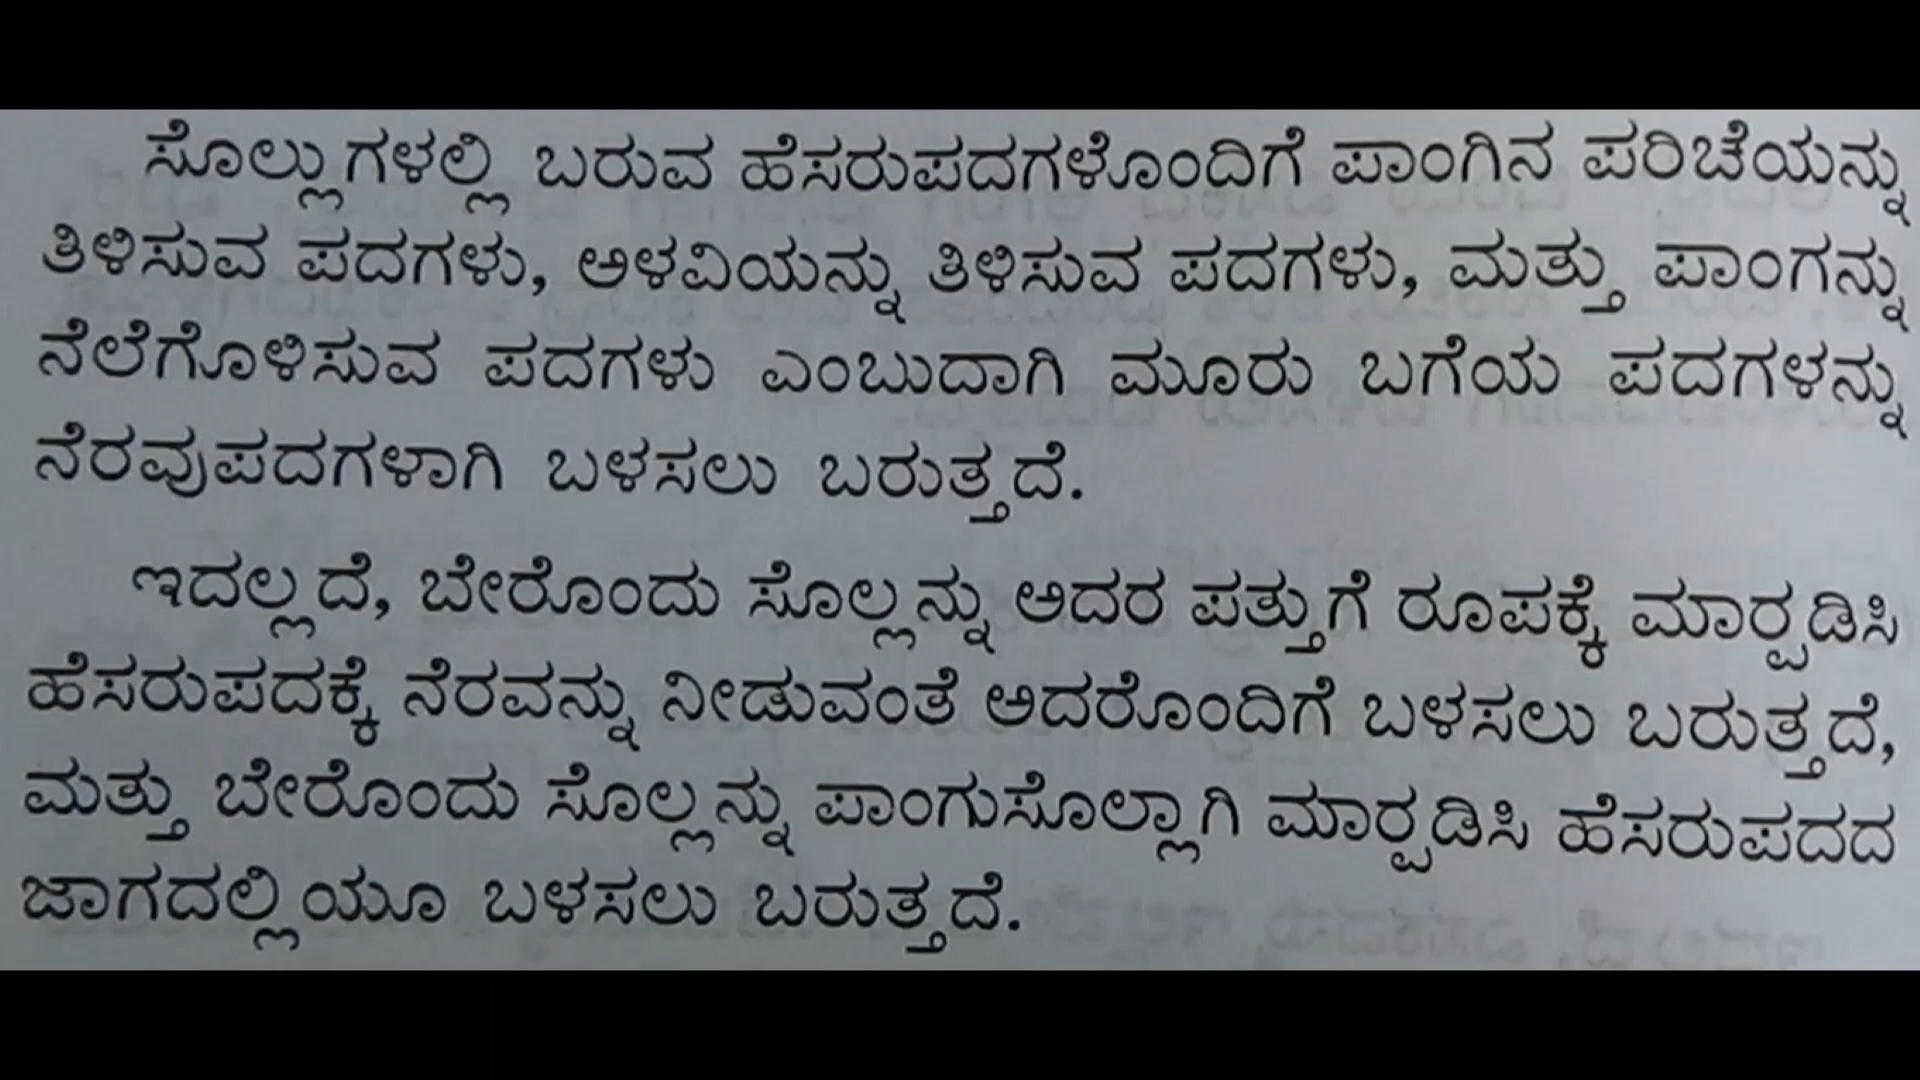 ಸೊಲ್ಲುಗಳಲ್ಲಿ ಬರುವ ಹೆಸರುಪದಗಳೊಂದಿಗೆ ಪಾಂಗಿನ ಪರಿಚೆಯನ್ನು
ತಿಳಿಸುವ ಪದಗಳು, ಅಳವಿಯನ್ನು ತಿಳಿಸುವ ಪದಗಳು, ಮತ್ತು ಪಾಂಗನ್ನು
ನೆಲೆಗೊಳಿಸುವ ಪದಗಳು ಎಂಬುದಾಗಿ ಮೂರು ಬಗೆಯ ಪದಗಳನ್ನು
ನೆರವುಪದಗಳಾಗಿ ಬಳಸಲು ಬರುತ್ತದೆ.
ಇದಲ್ಲದೆ, ಬೇರೊಂದು ಸೊಲ್ಲನ್ನು ಅದರ ಪತ್ತುಗೆ ರೂಪಕ್ಕೆ ಮಾರ‍್ಪಡಿಸಿ
ಹೆಸರುಪದಕ್ಕೆ ನೆರವನ್ನು ನೀಡುವಂತೆ ಅದರೊಂದಿಗೆ ಬಳಸಲು ಬರುತ್ತದೆ,
ಮತ್ತು ಬೇರೊಂದು ಸೊಲ್ಲನ್ನು ಪಾಂಗುಸೊಲ್ಲಾಗಿ ಮಾರ‍್ಪಡಿಸಿ ಹೆಸರುಪದದ
ಜಾಗದಲ್ಲಿಯೂ ಬಳಸಲು ಬರುತ್ತದೆ.